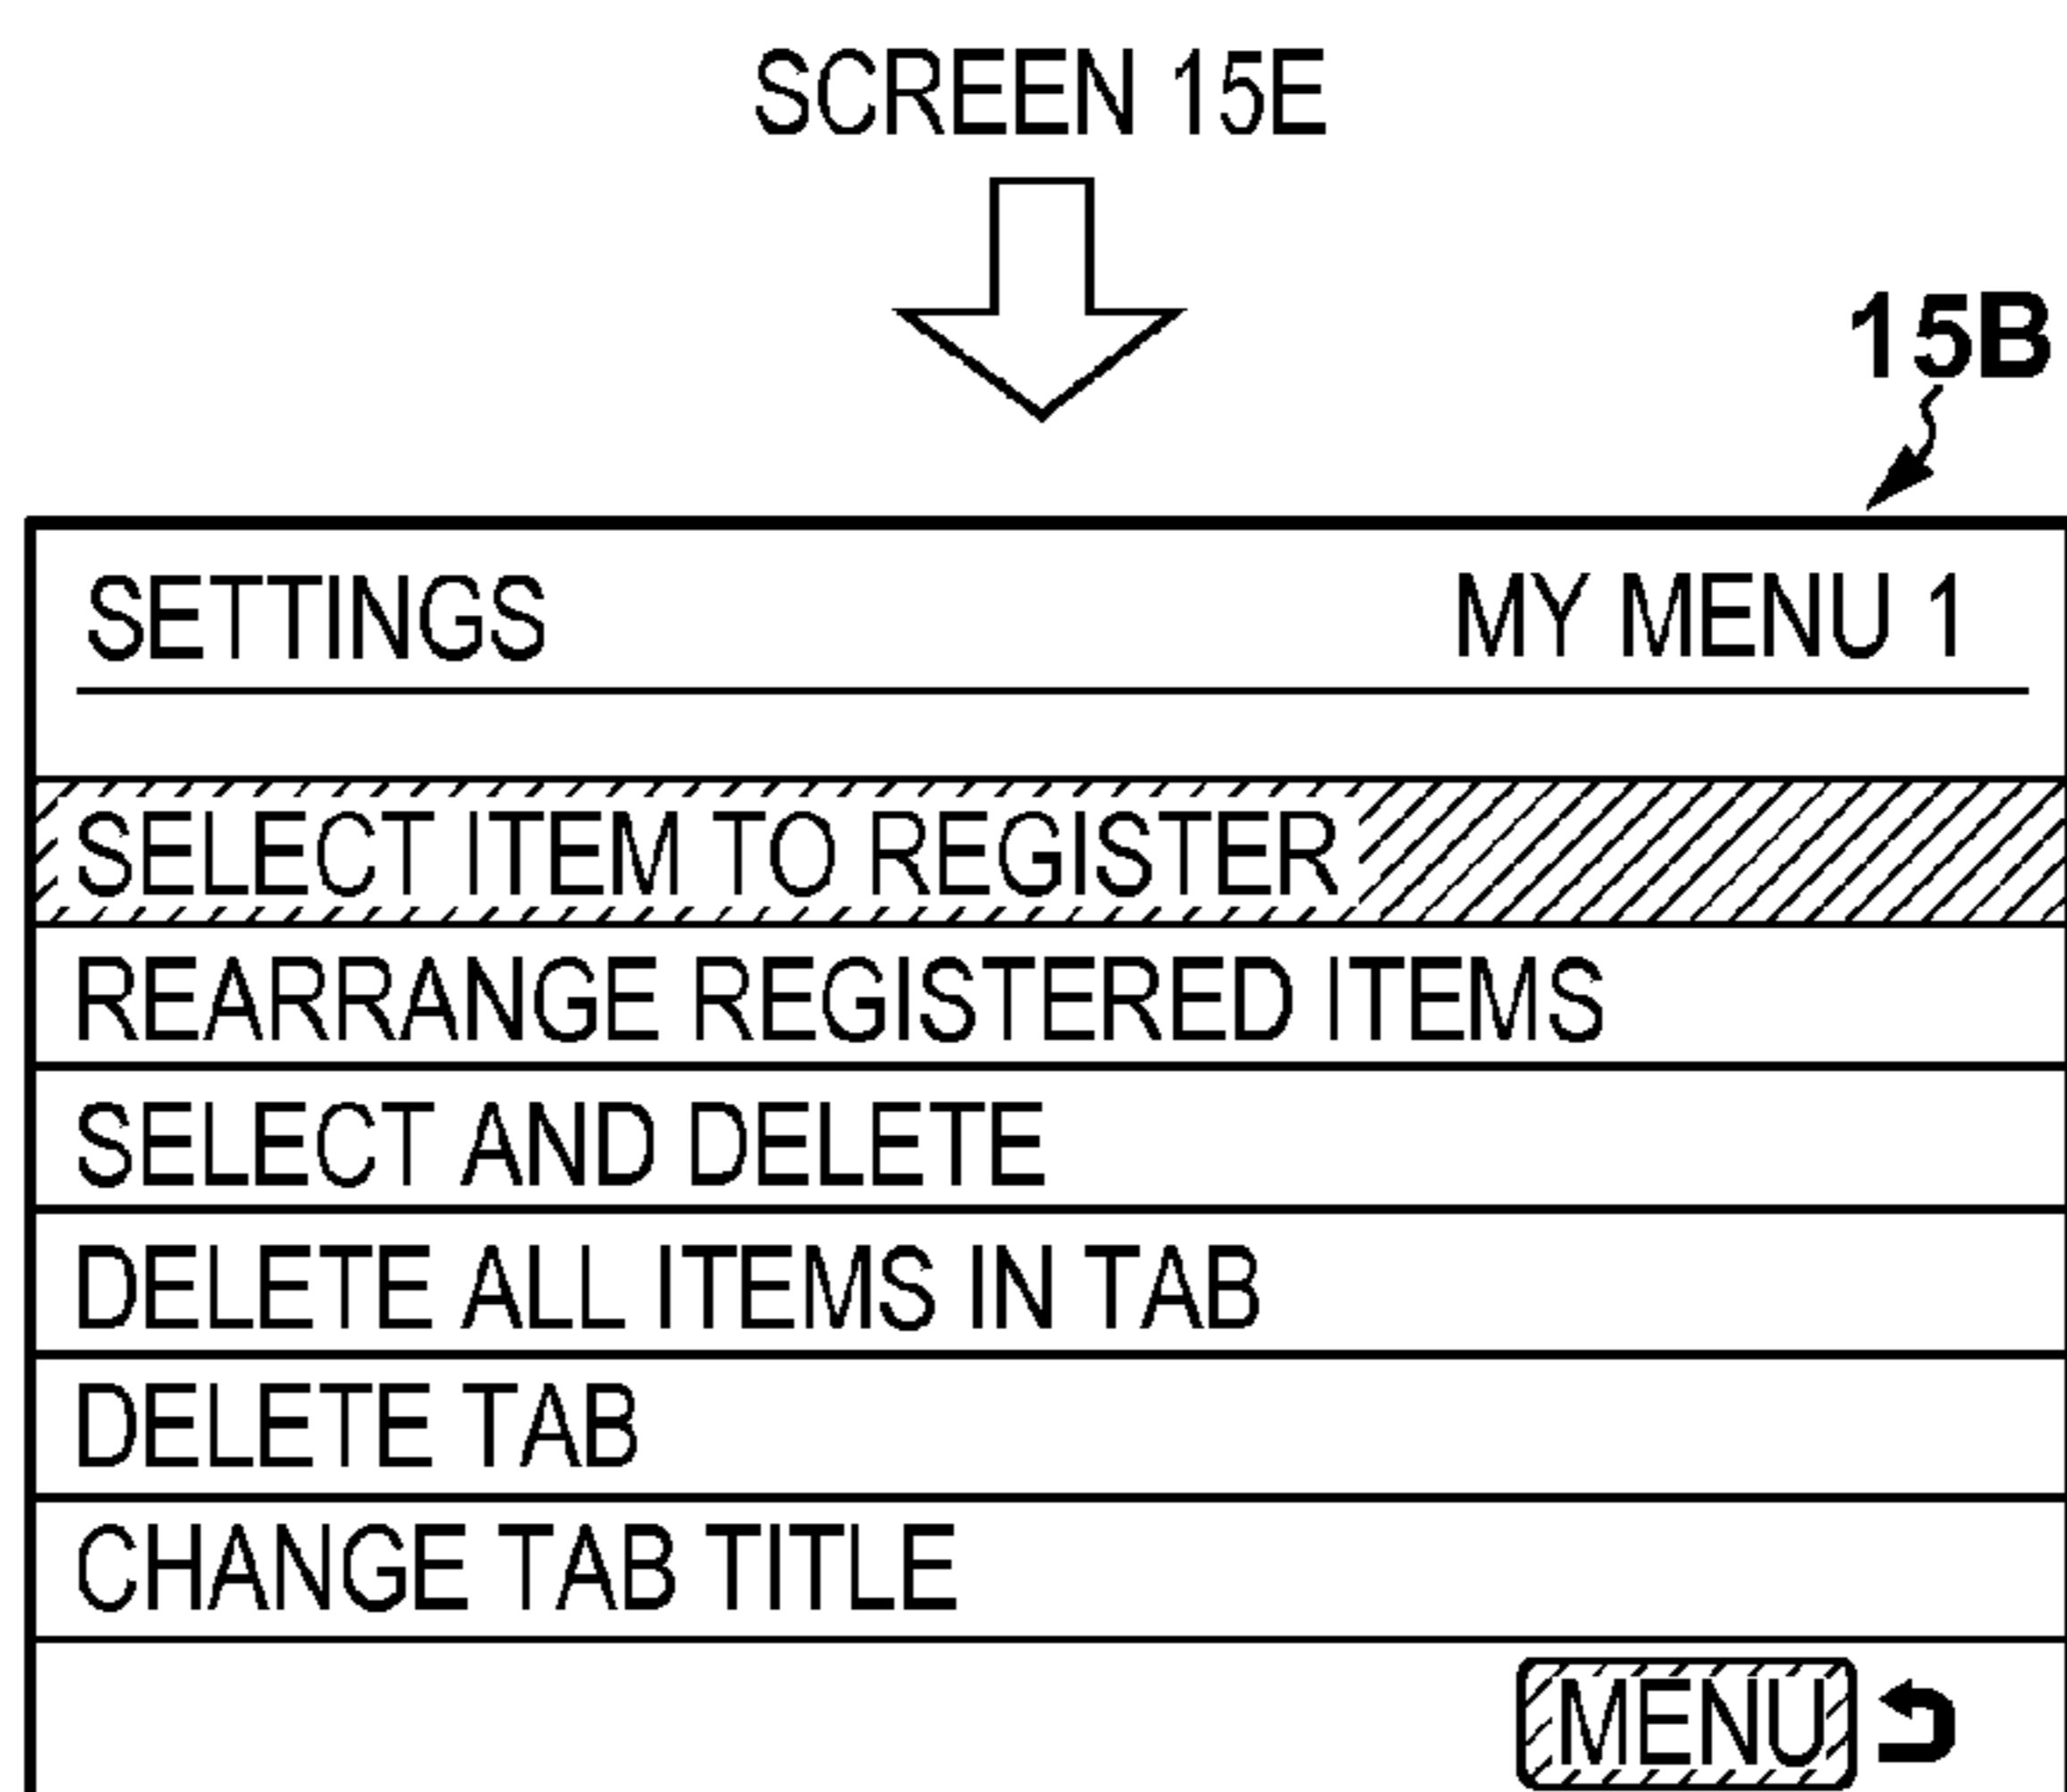 SCREEN 15E
15B
SETTINGS MY MENU 1
SELECT ITEM TO REGISTER
REARRANGE REGISTERED ITEMS
SELECT AND DELETE
DELETE ALL ITEMS IN TAB
DELETE TAB
CHANGE TAB TITLE
MENU